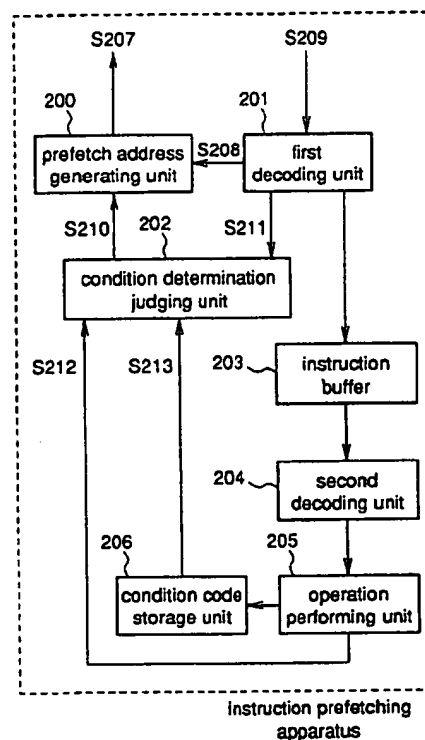 S207
S209
200
201
prefetch address
generating unit
S208
first
decoding unit
S210
202
S211
condition determination
judging unit
S212
S213
203
instruction
buffer
204
second
decoding unit
206
205
condition code
storage unit
operation
performing unit
instruction prefetching
apparatus